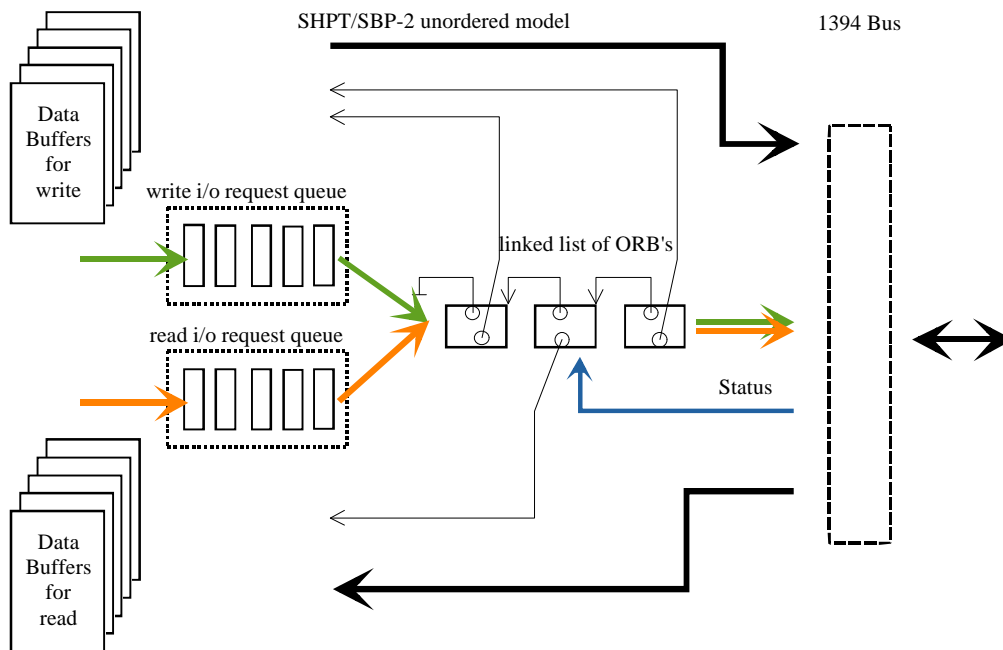 SHPT/SBP-2 unordered model
1394 Bus
Data
Buffers
for
write
write i/o request queue
linked list of ORB's
read i/o request queue
Status
Data
Buffers
for
read